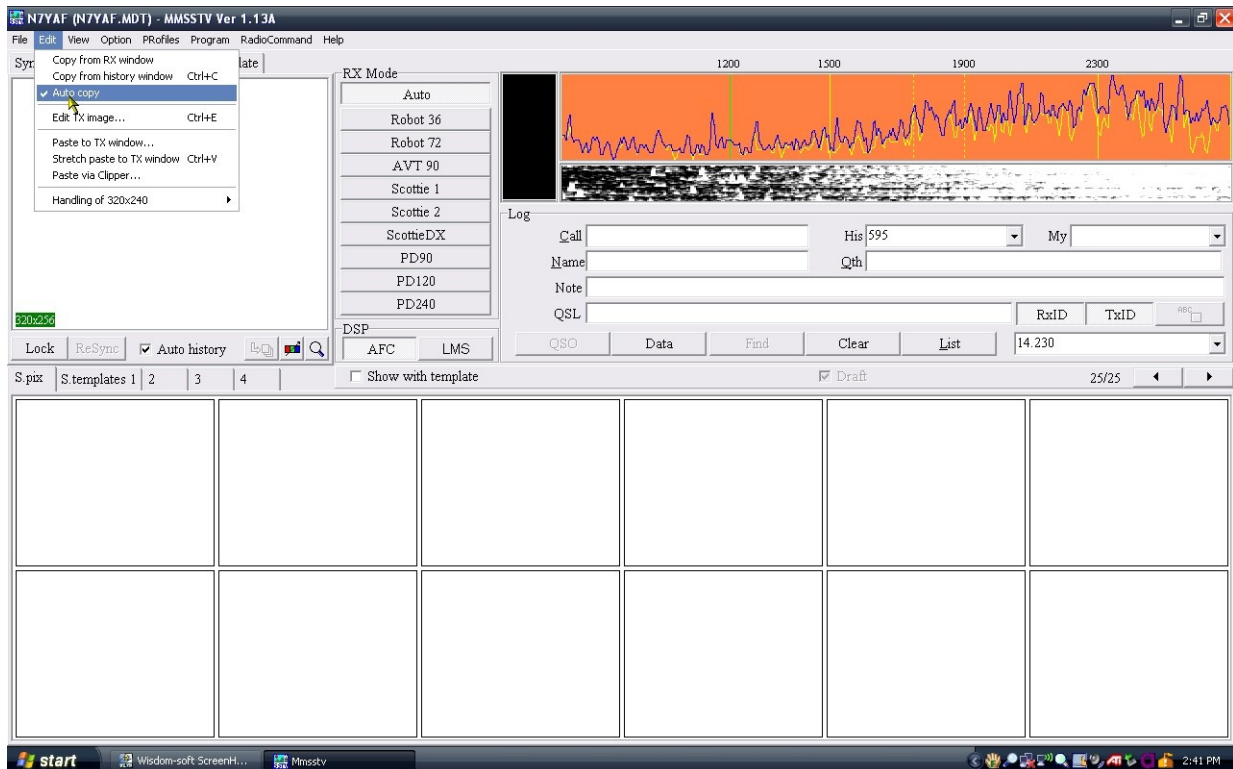 N7YAF (N7YAF.MDT) - MMSSTV Ver 1.13A
File Edit View Option PRofiles Program RadioCommand Help
Copy from RX window
Copy from history window Ctrl+C
Auto copy
Edit TX image... Ctrl+E
Paste to TX window...
Stretch paste to TX window Ctrl+V
Paste via Clipper...
Handling of 320x240
320x256
Lock ReSync Auto history
RX Mode
Auto
Robot 36
Robot 72
AVT 90
Scottie 1
Scottie 2
ScottieDX
PD90
PD120
PD240
DSP
AFC LMS
1200 1500 1900 2300
Log
Call His 595 My
Name Qth
Note
QSL RxID TxID ABC
QSO Data Find Clear List 14.230
S.pix S.templates 1 2 3 4 Show with template Draft 25/25
start Wisdom-soft ScreenH... Mmsstv 2:41 PM